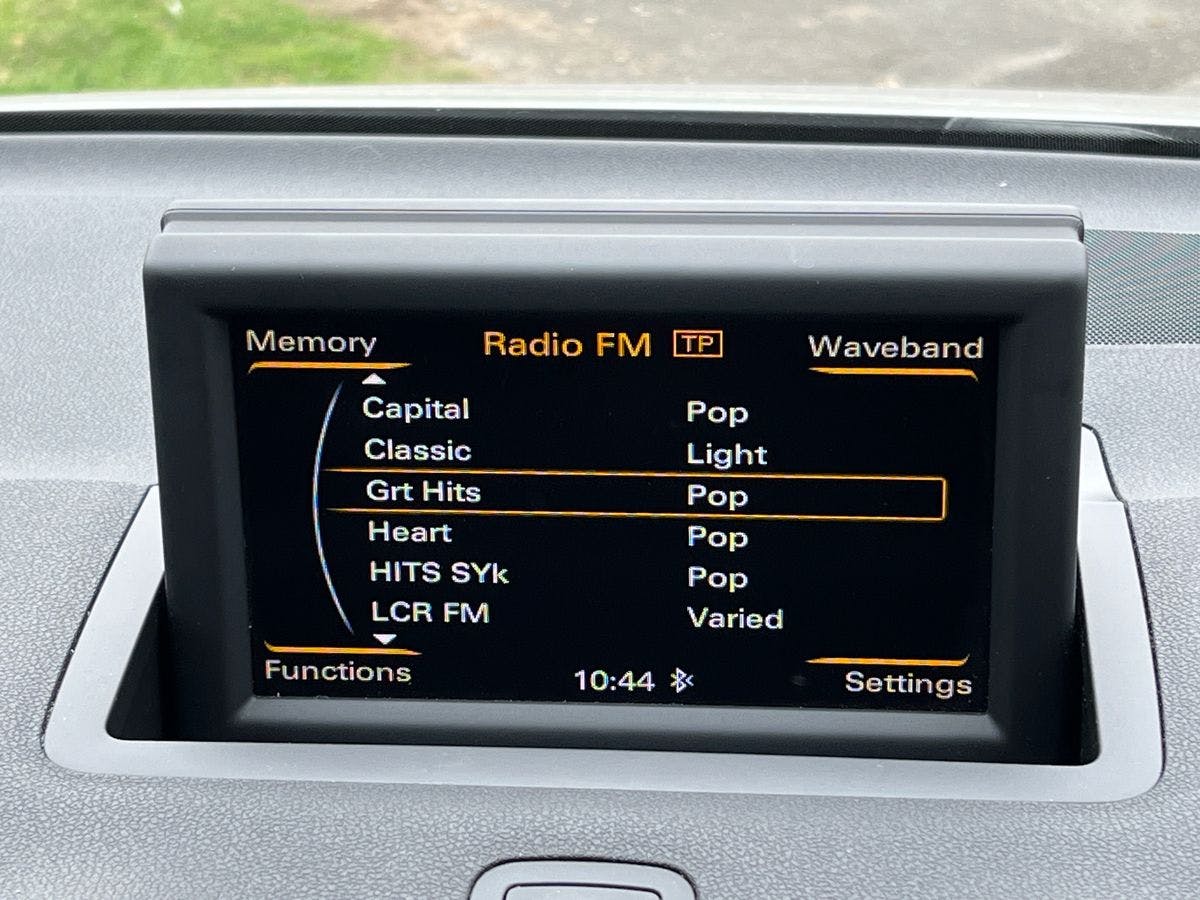 Memory Radio FM TP Waveband
Capital Pop
Classic Light
Grt Hits Pop
Heart Pop
HITS SYk Pop
LCR FM Varied
Functions 10:44 Settings